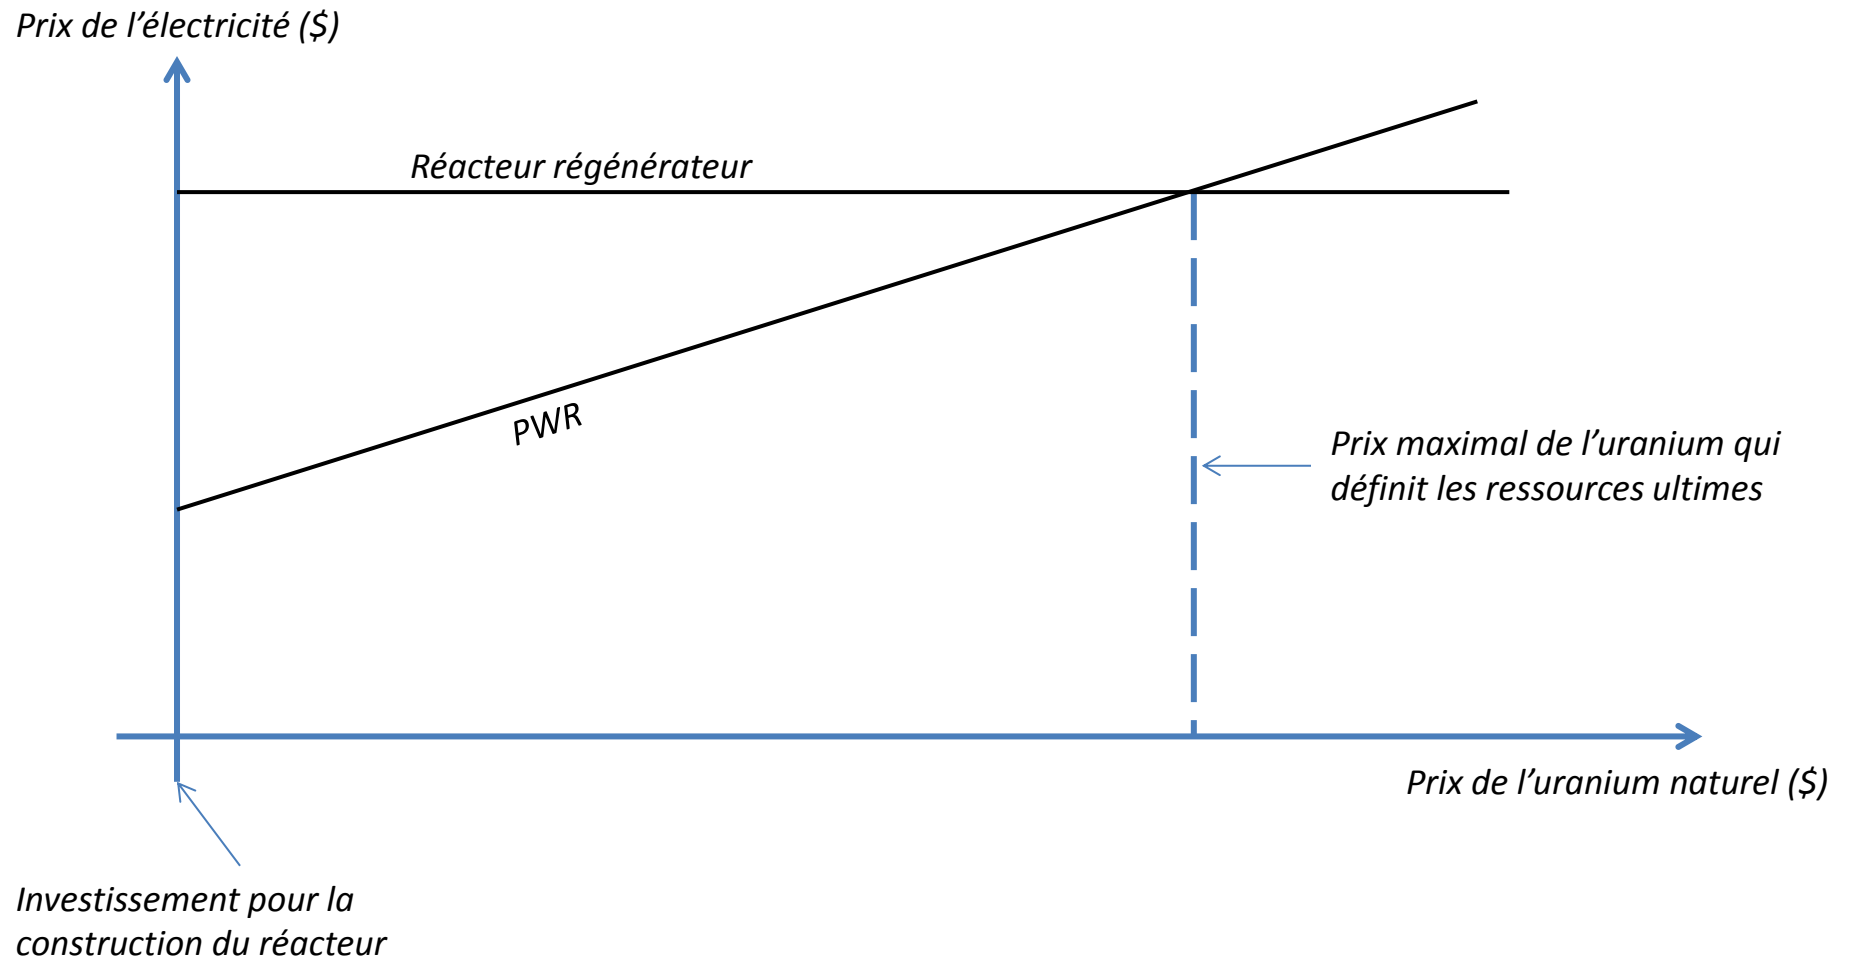 Prix de l’électricité ($)
Réacteur régénérateur
PWR
Prix maximal de l’uranium qui
définit les ressources ultimes
Prix de l’uranium naturel ($)
Investissement pour la
construction du réacteur